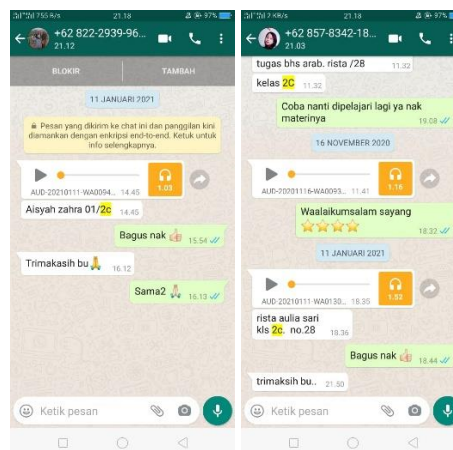 21.18
97%
+62 822-2939-96...
21.12
BLOKIR
TAMBAH
11 JANUARI 2021
Pesan yang dikirim ke chat ini dan panggilan kini
diamankan dengan enkripsi end-to-end. Ketuk untuk
info selengkapnya.
1.03
AUD-20210111-WA0094... 14.45
Aisyah zahra 01/2c 14.45
Bagus nak 15.54
Trimakasih bu 16.12
Sama2 16.13
Ketik pesan
21.18
97%
+62 857-8342-18...
21.03
tugas bhs arab. rista /28 11.32
kelas 2C 11.32
Coba nanti dipelajari lagi ya nak
materinya 19.08
16 NOVEMBER 2020
1.16
AUD-20201116-WA0093... 11.41
Waalaikumsalam sayang
18.32
11 JANUARI 2021
1.52
AUD-20210111-WA0130... 18.35
rista aulia sari
kls 2c. no.28 18.36
Bagus nak 18.44
trimaksih bu.. 21.50
Ketik pesan